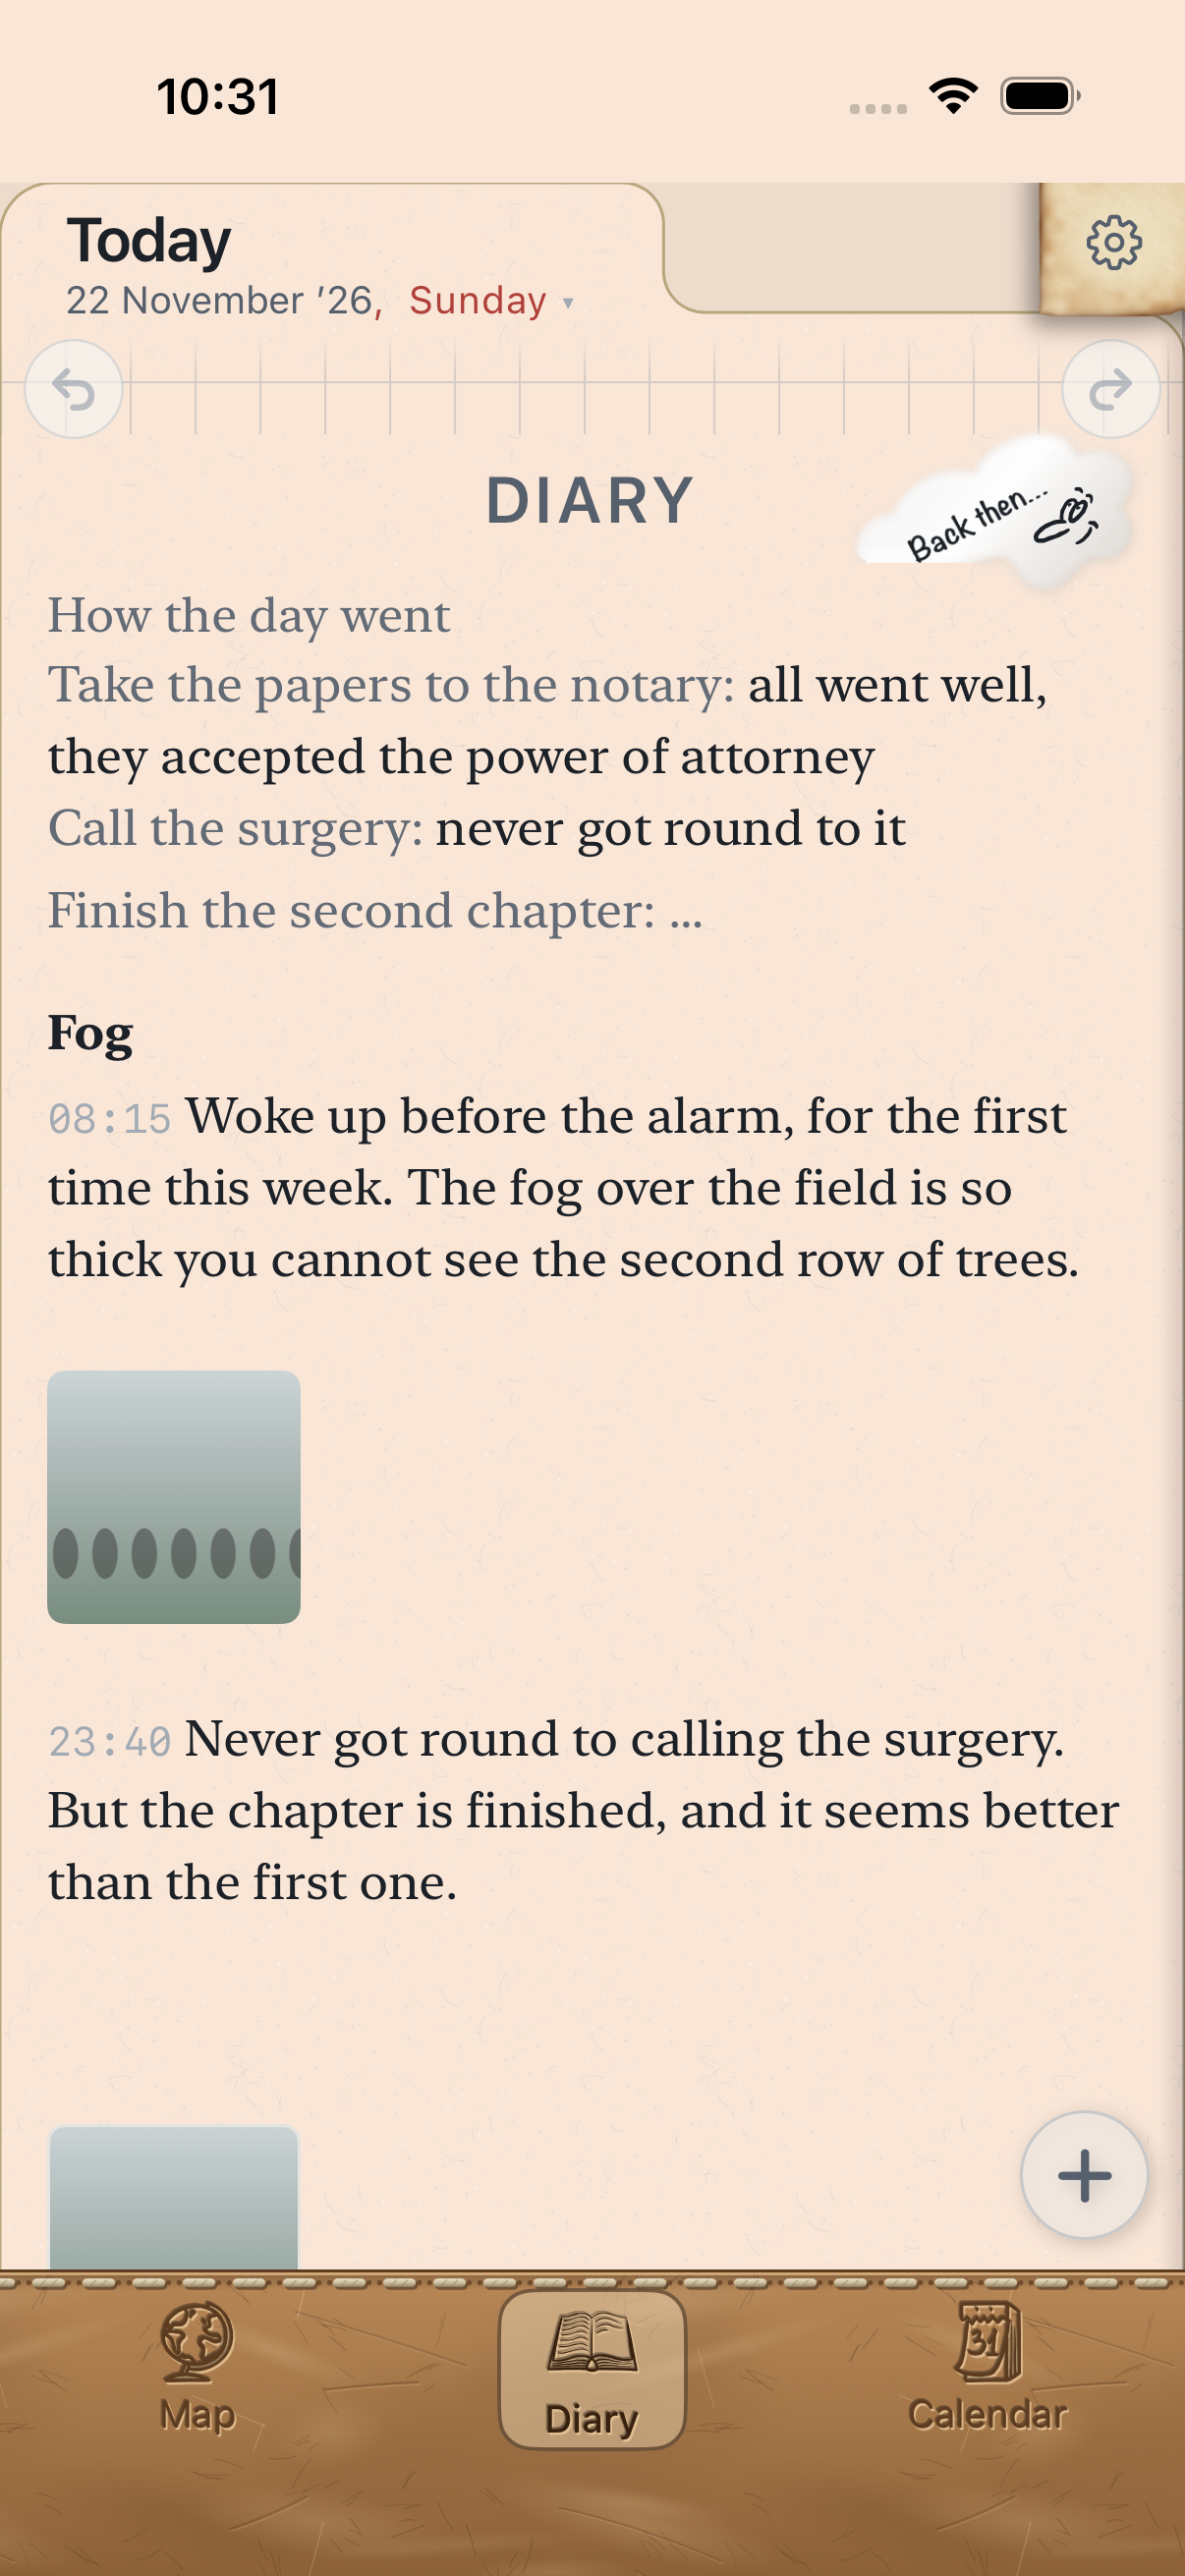 10:31
Today
22 November ’26, Sunday ▾
DIARY
Back then...
How the day went
Take the papers to the notary: all went well,
they accepted the power of attorney
Call the surgery: never got round to it
Finish the second chapter: ...
Fog
08:15 Woke up before the alarm, for the first
time this week. The fog over the field is so
thick you cannot see the second row of trees.
23:40 Never got round to calling the surgery.
But the chapter is finished, and it seems better
than the first one.
31
Map
Diary
Calendar